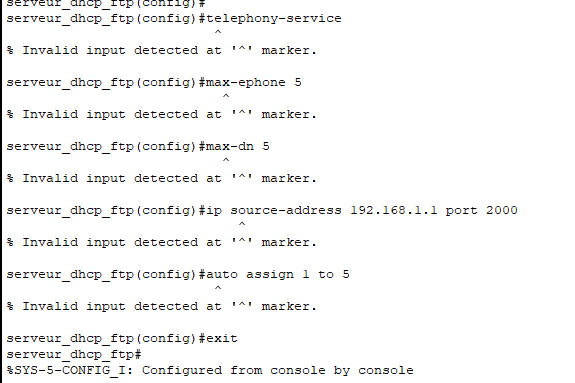 serveur_dhcp_ftp(config)#
serveur_dhcp_ftp(config)#telephony-service
^
% Invalid input detected at '^' marker.
serveur_dhcp_ftp(config)#max-ephone 5
^
% Invalid input detected at '^' marker.
serveur_dhcp_ftp(config)#max-dn 5
^
% Invalid input detected at '^' marker.
serveur_dhcp_ftp(config)#ip source-address 192.168.1.1 port 2000
^
% Invalid input detected at '^' marker.
serveur_dhcp_ftp(config)#auto assign 1 to 5
^
% Invalid input detected at '^' marker.
serveur_dhcp_ftp(config)#exit
serveur_dhcp_ftp#
%SYS-5-CONFIG_I: Configured from console by console